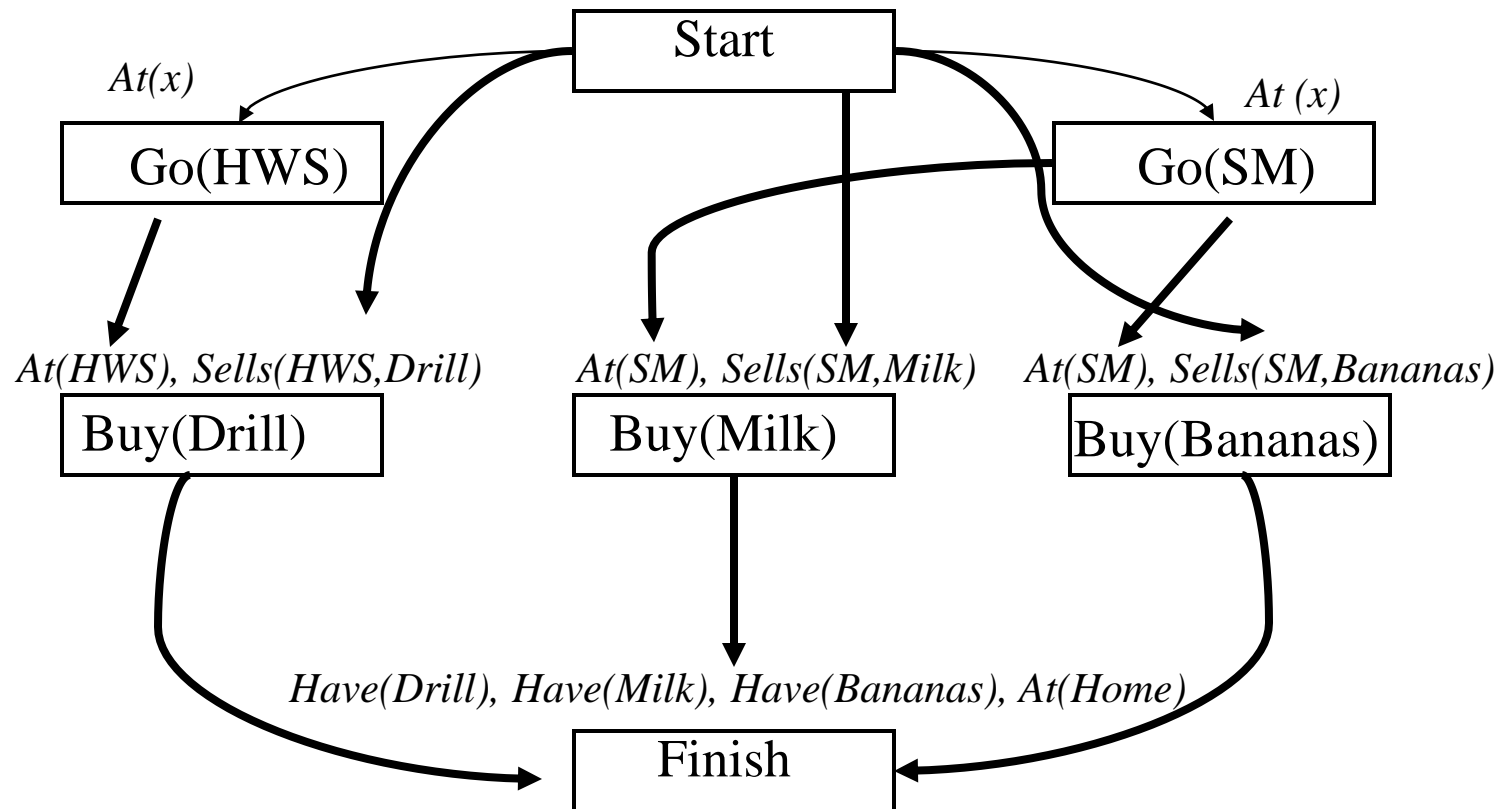 Start
At(x)
At (x)
Go(HWS)
Go(SM)
At(HWS), Sells(HWS,Drill)
At(SM), Sells(SM,Milk)
At(SM), Sells(SM,Bananas)
Buy(Drill)
Buy(Milk)
Buy(Bananas)
Have(Drill), Have(Milk), Have(Bananas), At(Home)
Finish